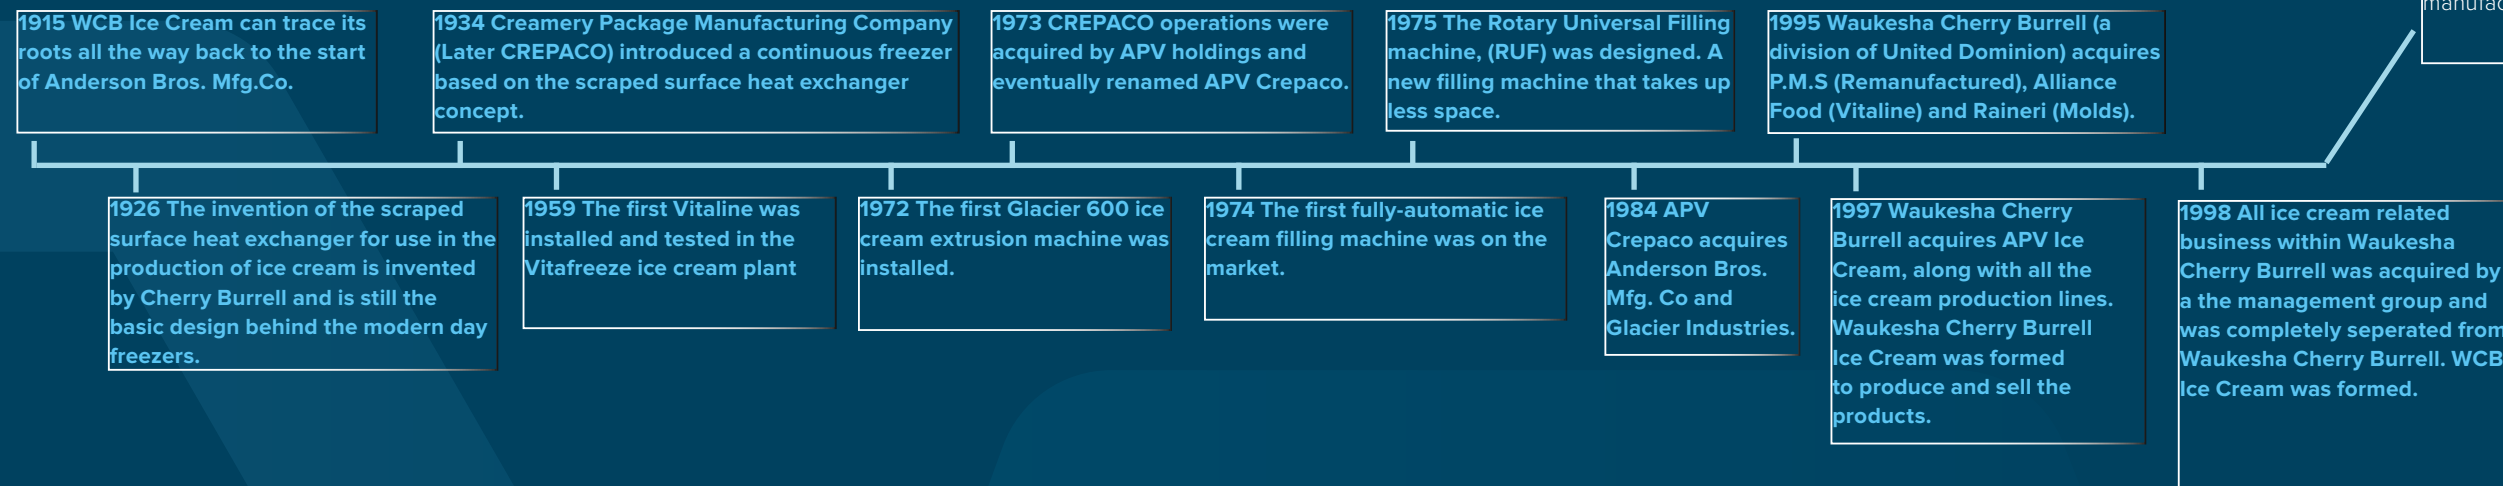 1915 WCB Ice Cream can trace its
roots all the way back to the start
of Anderson Bros. Mfg.Co.
1934 Creamery Package Manufacturing Company
(Later CREPACO) introduced a continuous freezer
based on the scraped surface heat exchanger
concept.
1973 CREPACO operations were
acquired by APV holdings and
eventually renamed APV Crepaco.
1975 The Rotary Universal Filling
machine, (RUF) was designed. A
new filling machine that takes up
less space.
1995 Waukesha Cherry Burrell (a
division of United Dominion) acquires
P.M.S (Remanufactured), Alliance
Food (Vitaline) and Raineri (Molds).
1926 The invention of the scraped
surface heat exchanger for use in the
production of ice cream is invented
by Cherry Burrell and is still the
basic design behind the modern day
freezers.
1959 The first Vitaline was
installed and tested in the
Vitafreeze ice cream plant
1972 The first Glacier 600 ice
cream extrusion machine was
installed.
1974 The first fully-automatic ice
cream filling machine was on the
market.
1984 APV
Crepaco acquires
Anderson Bros.
Mfg. Co and
Glacier Industries.
1997 Waukesha Cherry
Burrell acquires APV Ice
Cream, along with all the
ice cream production lines.
Waukesha Cherry Burrell
Ice Cream was formed
to produce and sell the
products.
1998 All ice cream related
business within Waukesha
Cherry Burrell was acquired by
a the management group and
was completely seperated from
Waukesha Cherry Burrell. WCB
Ice Cream was formed.